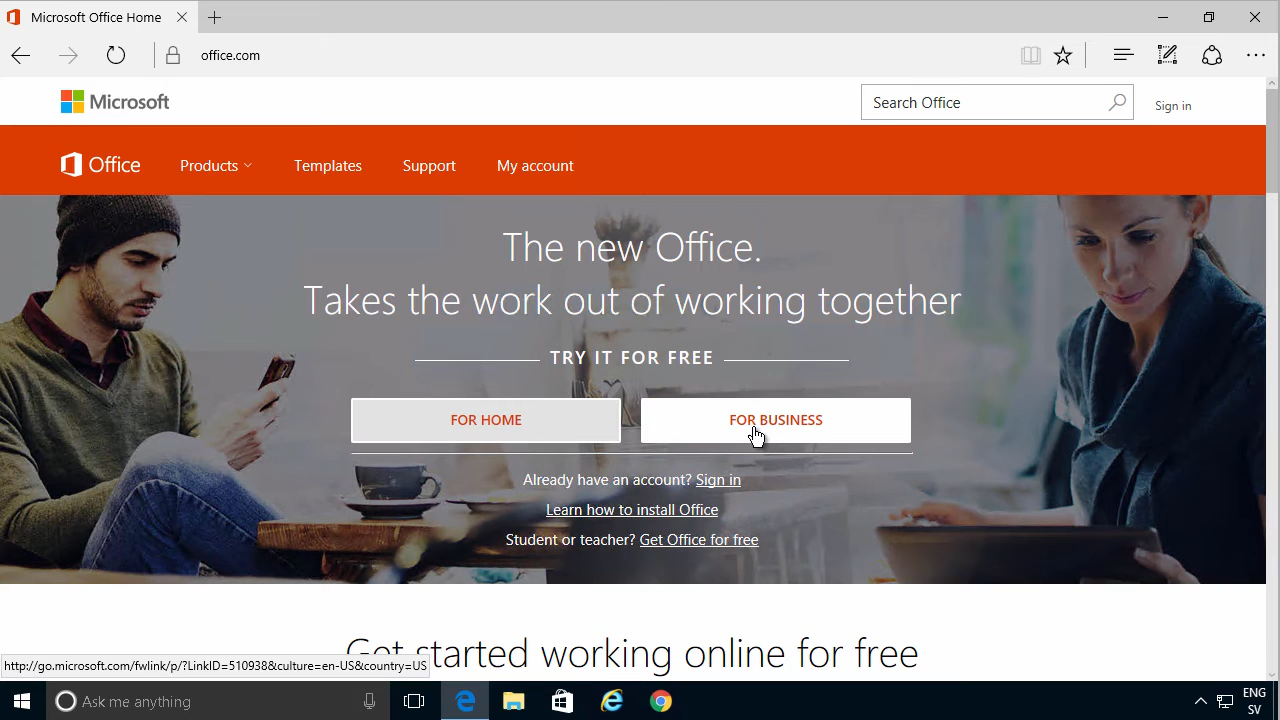 Microsoft Office Home
office.com
Microsoft
Search Office
Sign in
Office
Products
Templates
Support
My account
The new Office.
Takes the work out of working together
TRY IT FOR FREE
FOR HOME
FOR BUSINESS
Already have an account? Sign in
Learn how to install Office
Student or teacher? Get Office for free
Get started working online for free
http://go.microsoft.com/fwlink/p/?LinkID=510938&culture=en-US&country=US
Ask me anything
ENG
SV